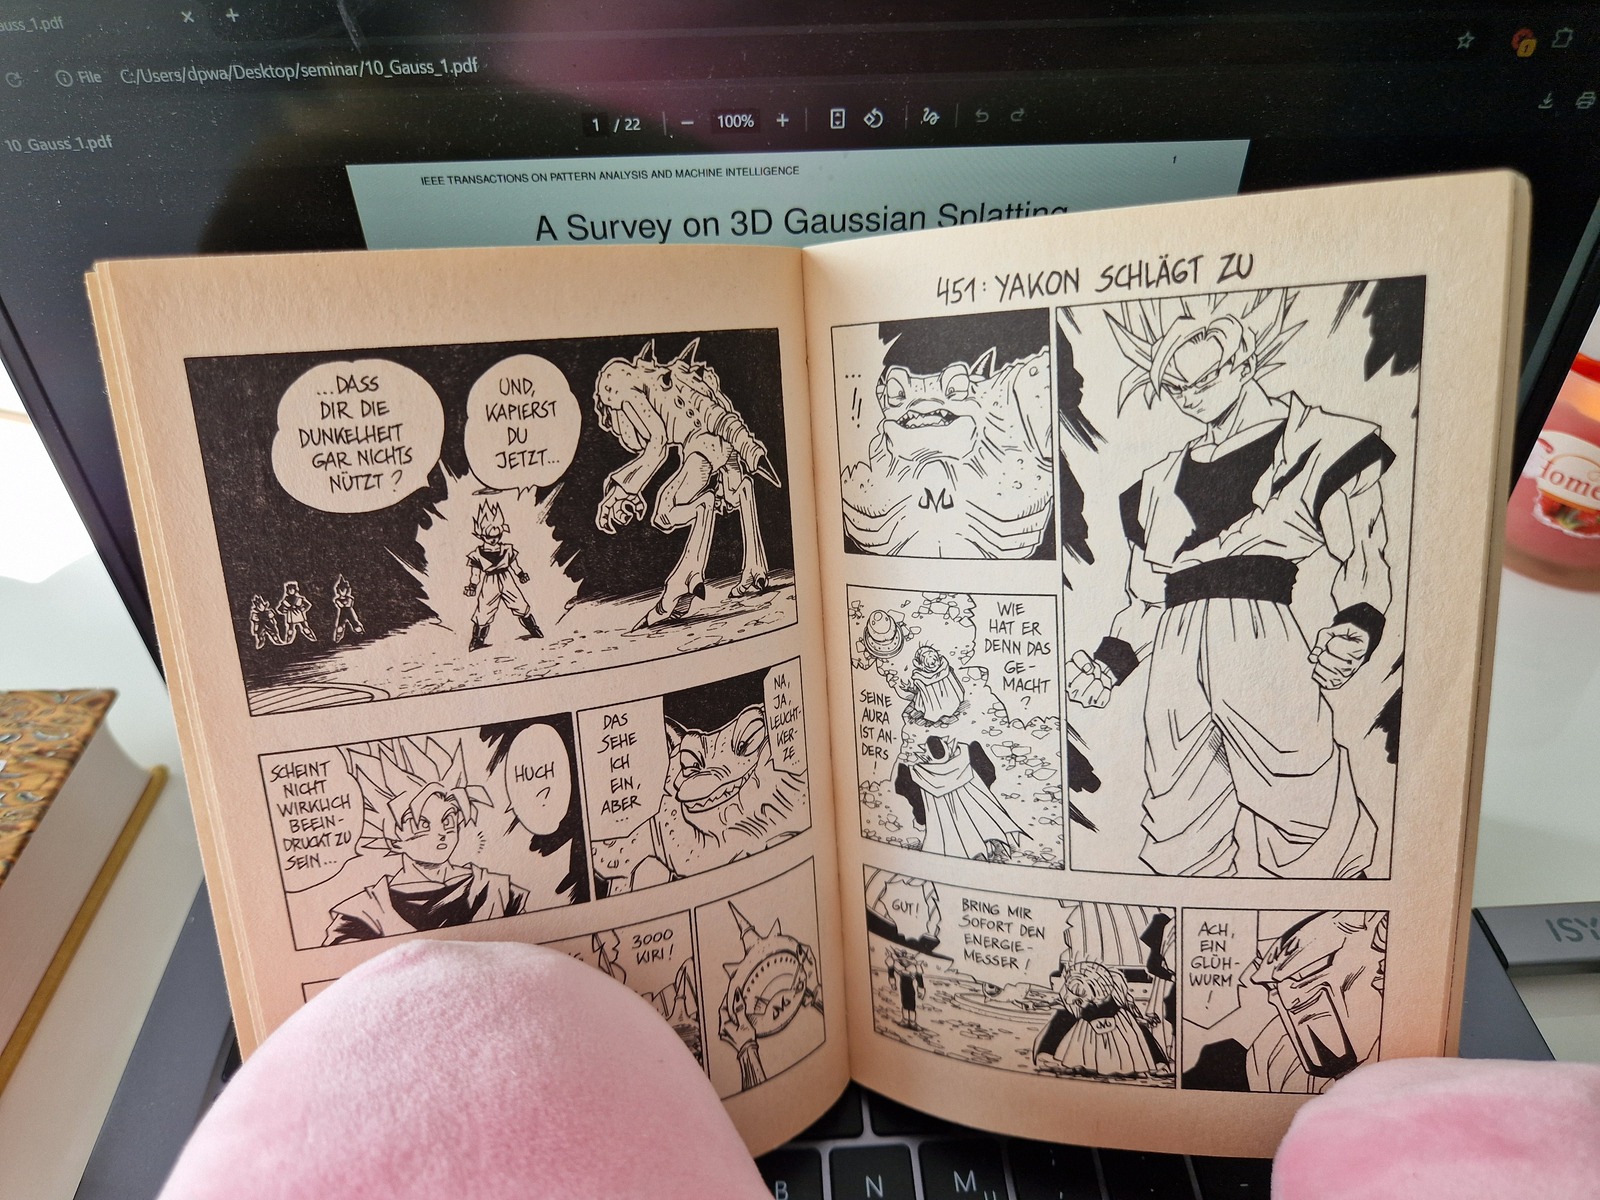 auss_1.pdf
File C:/Users/dpwa/Desktop/seminar/10_Gauss_1.pdf
10_Gauss_1.pdf
1 / 22
100%
IEEE TRANSACTIONS ON PATTERN ANALYSIS AND MACHINE INTELLIGENCE
1
A Survey on 3D Gaussian Splatting
...DASS
DIR DIE
DUNKELHEIT
GAR NICHTS
NÜTZT?
UND,
KAPIERST
DU
JETZT...
SCHEINT
NICHT
WIRKLICH
BEEIN-
DRUCKT ZU
SEIN...
HUCH
?
DAS
SEHE
ICH
EIN,
ABER
...
NA,
JA,
LEUCHT-
KER-
ZE
3000
KIRI!
451: YAKON SCHLÄGT ZU
...
!!
WIE
HAT ER
DENN DAS
GE-
MACHT
?
SEINE
AURA
IST AN-
DERS
!
GUT!
BRING MIR
SOFORT DEN
ENERGIE-
MESSER!
ACH,
EIN
GLÜH-
WURM
!
Home
ISY
B N M